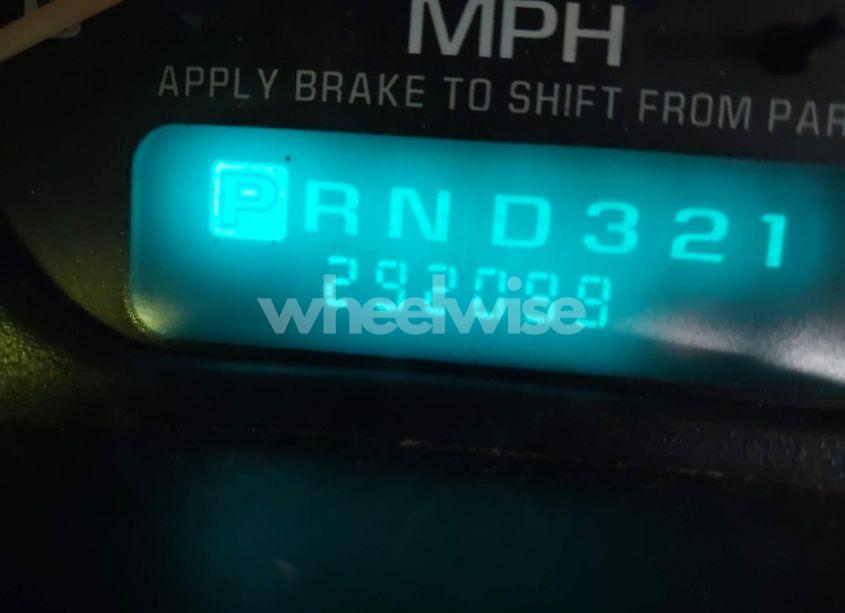 MPH
APPLY BRAKE TO SHIFT FROM PAR
P R N D 3 2 1
wheelwise